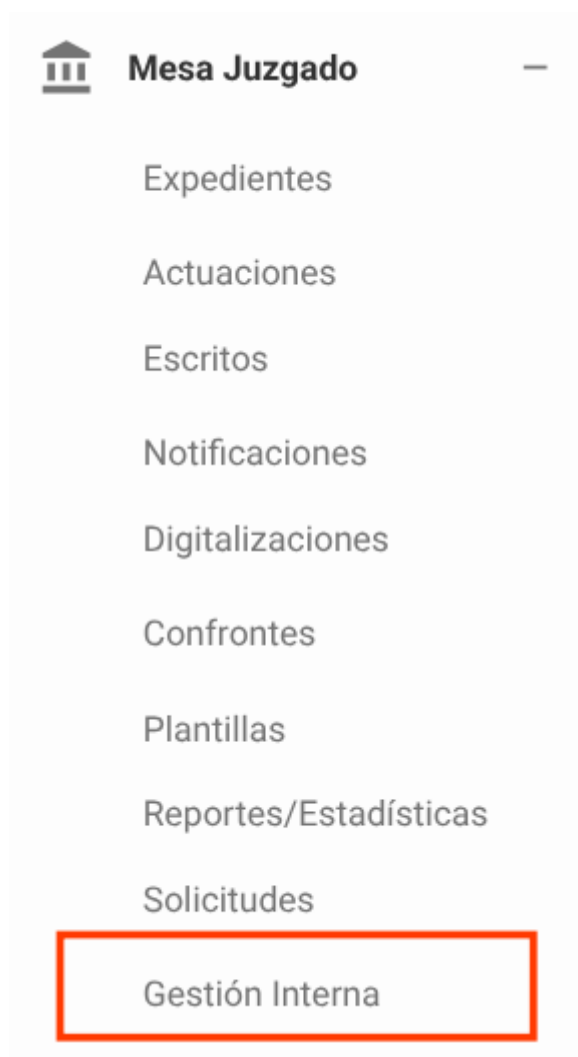 Mesa Juzgado
Expedientes
Actuaciones
Escritos
Notificaciones
Digitalizaciones
Confrontes
Plantillas
Reportes/Estadísticas
Solicitudes
Gestión Interna